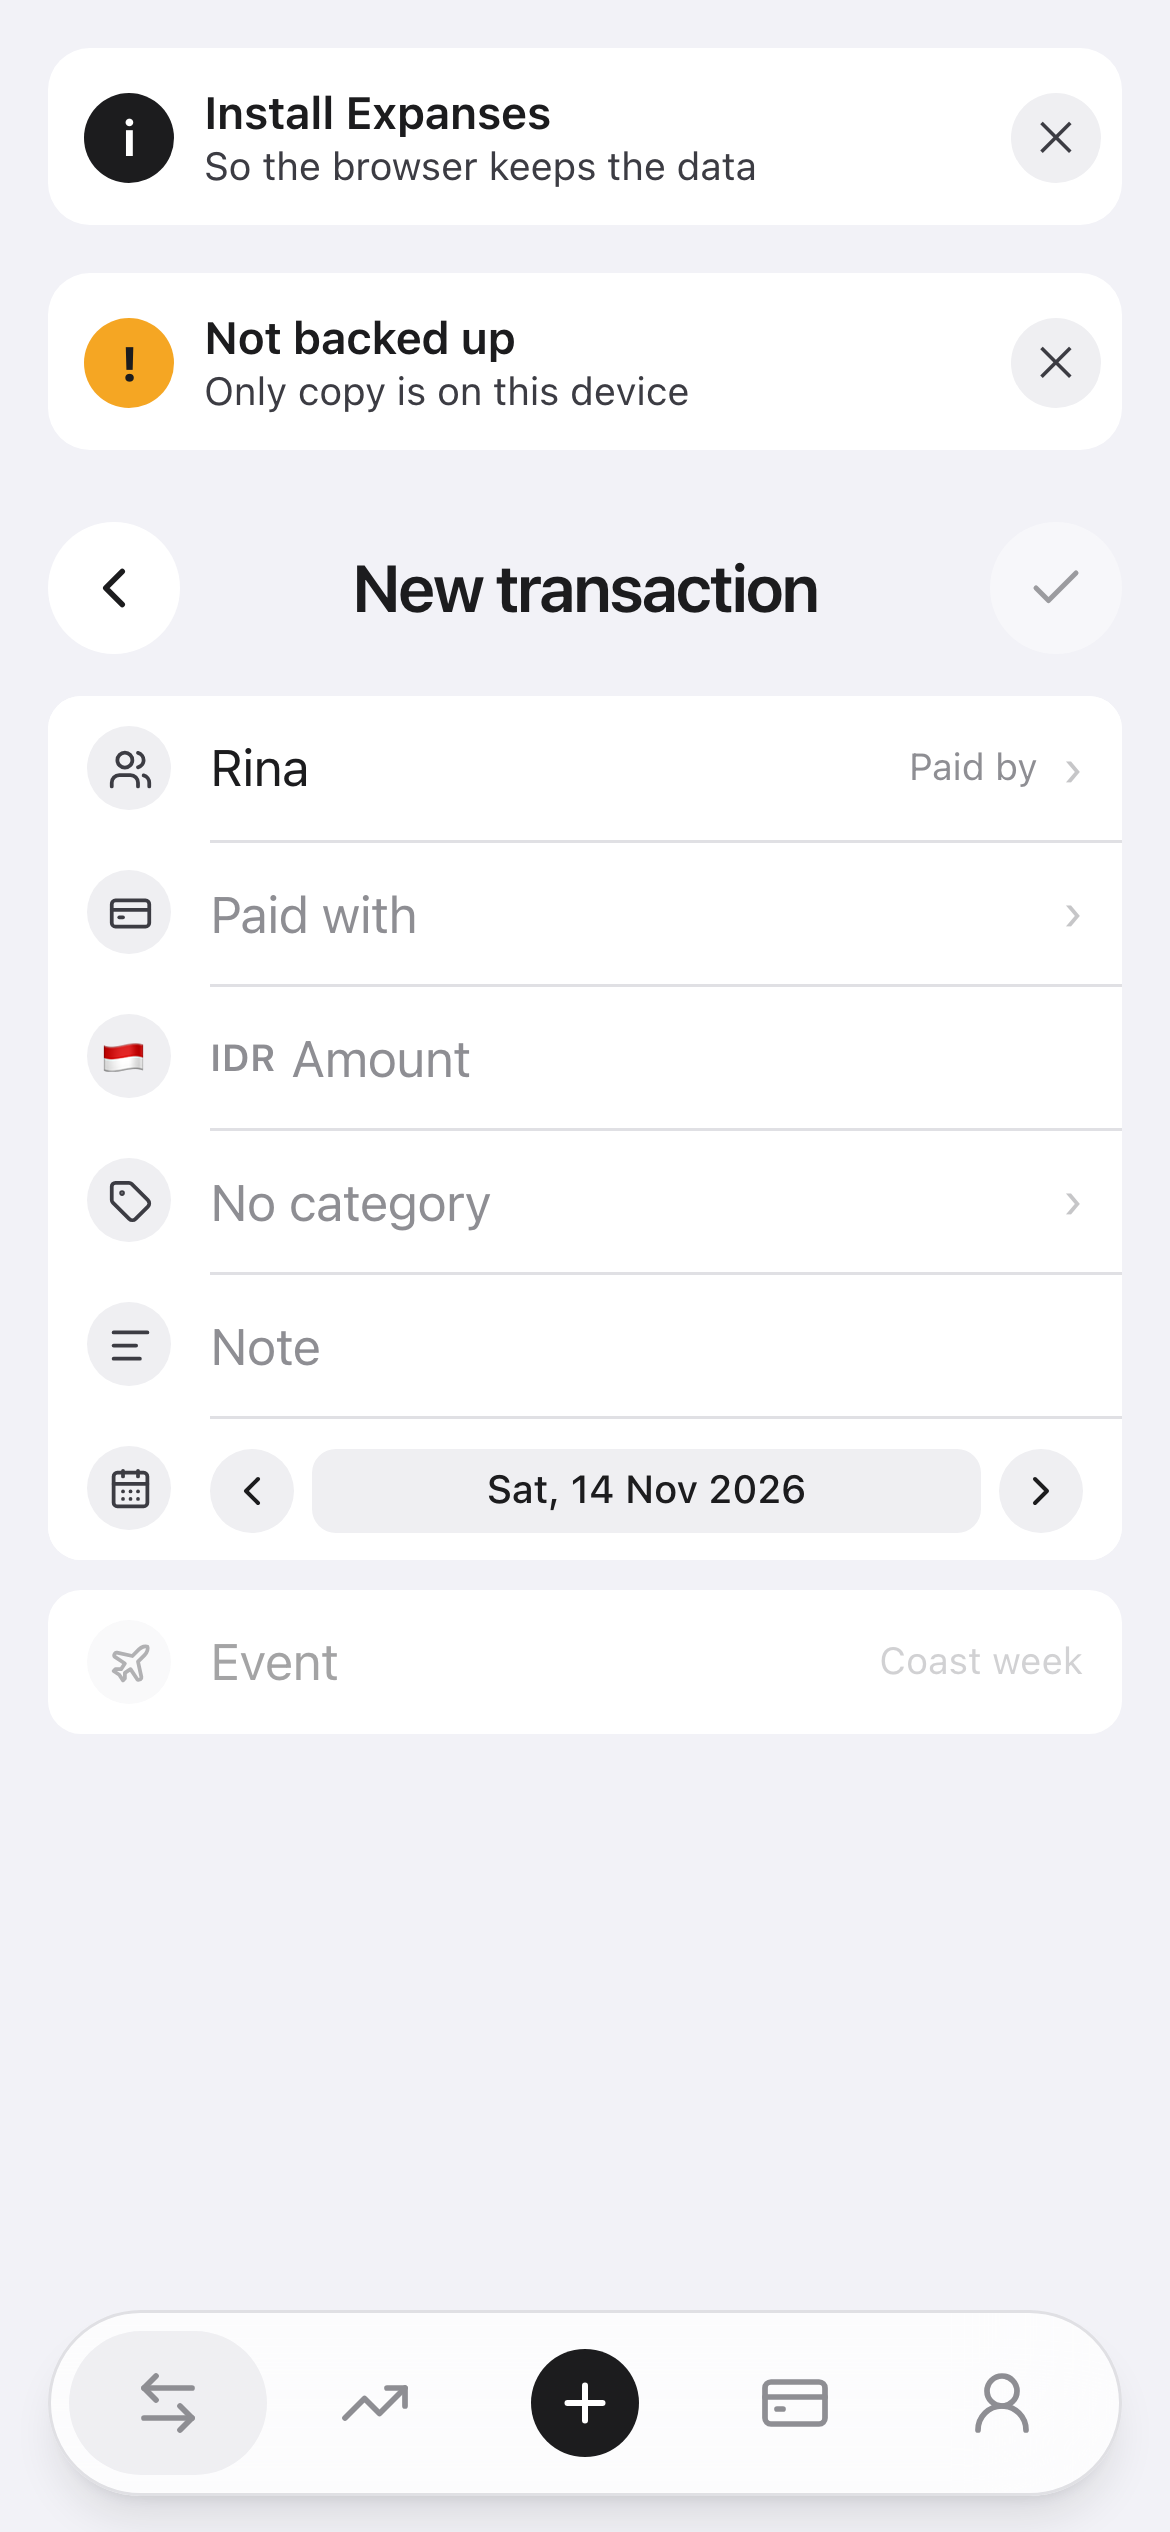 Install Expanses
So the browser keeps the data
Not backed up
Only copy is on this device
New transaction
Rina Paid by
Paid with
IDR Amount
No category
Note
Sat, 14 Nov 2026
Event Coast week